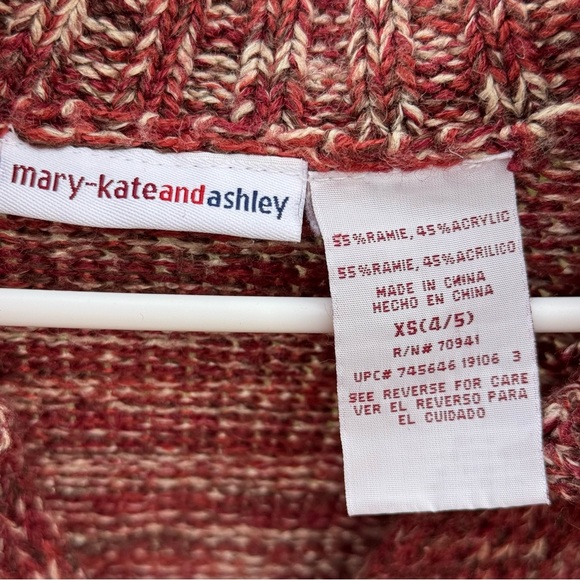 mary-kateandashley
55%RAMIE, 45%ACRYLIC
55%RAMIE, 45%ACRILICO
MADE IN CHINA
HECHO EN CHINA
XS(4/5)
R/N# 70941
UPC# 745646 19106 3
SEE REVERSE FOR CARE
VER EL REVERSO PARA
EL CUIDADO